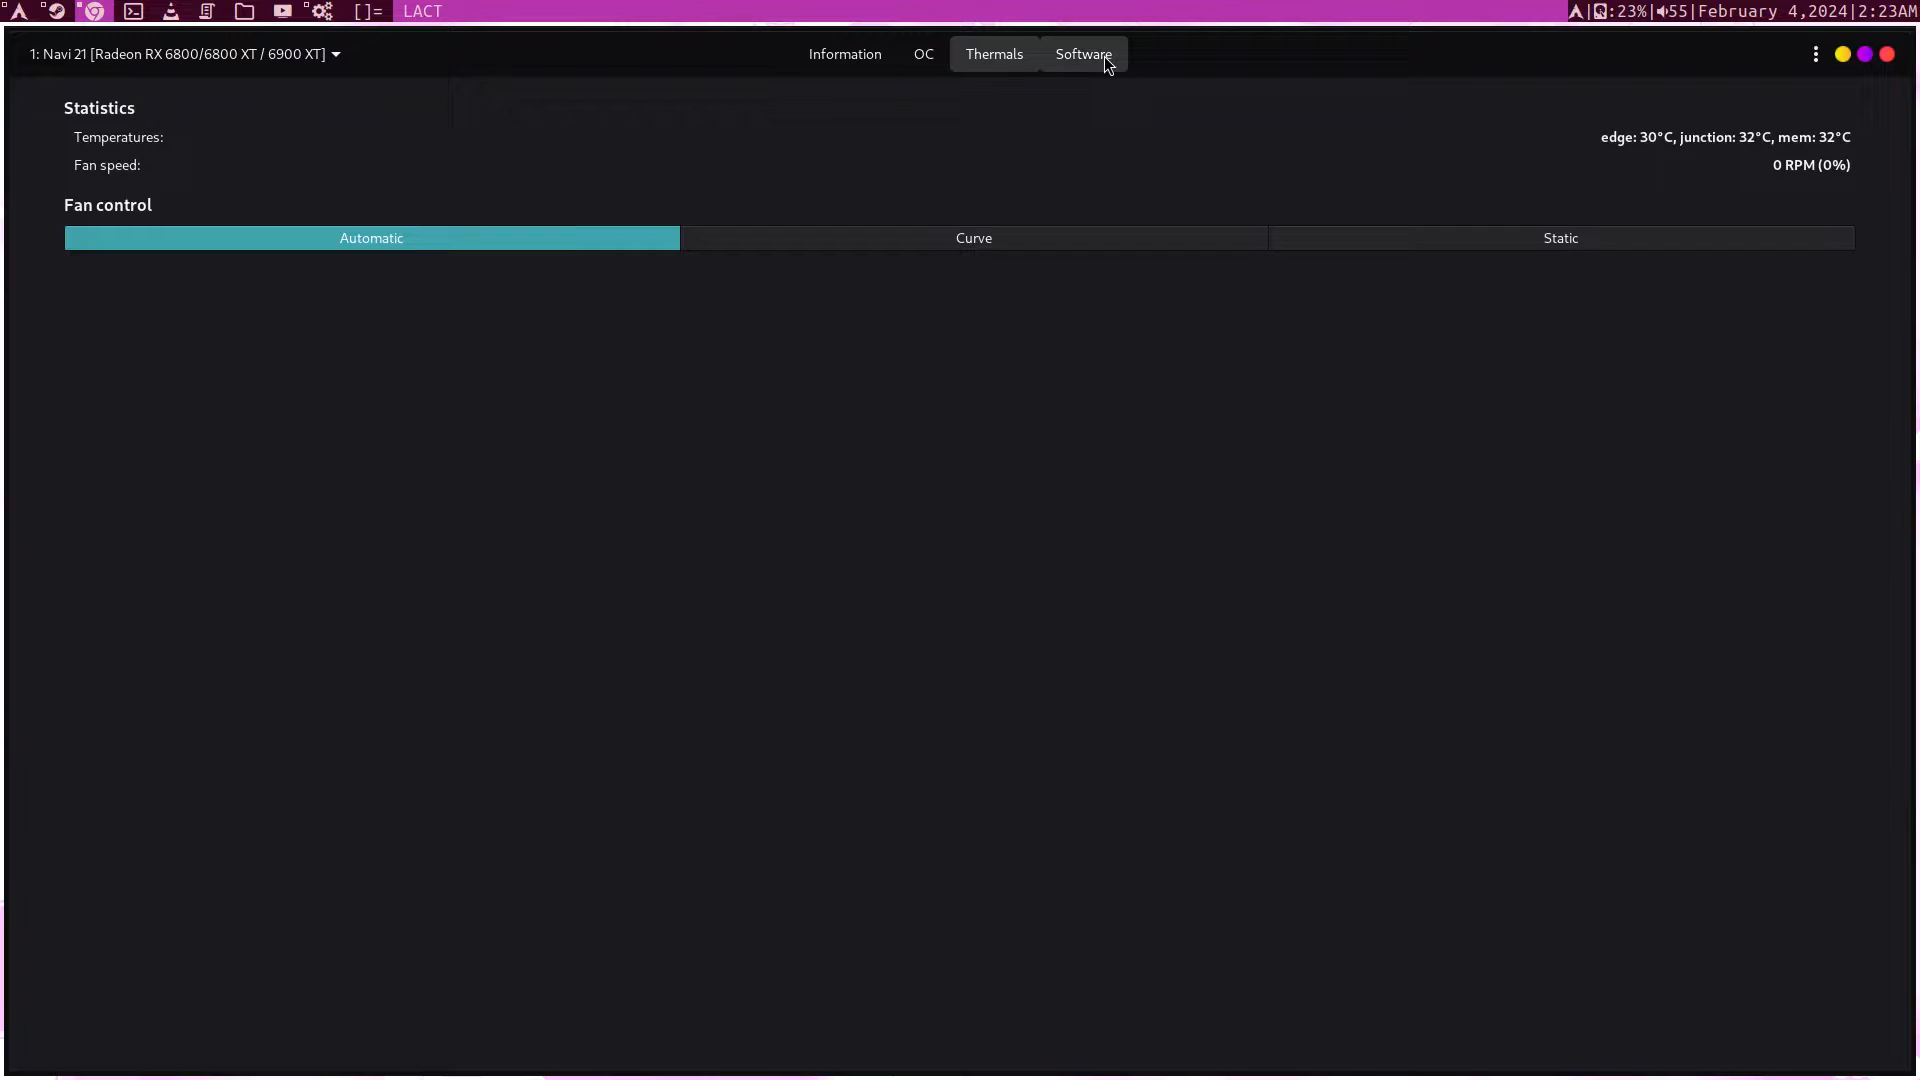 []= LACT :23%| 55|February 4,2024|2:23AM
1: Navi 21 [Radeon RX 6800/6800 XT / 6900 XT] Information OC Thermals Software
Statistics
Temperatures: edge: 30°C, junction: 32°C, mem: 32°C
Fan speed: 0 RPM (0%)
Fan control
Automatic Curve Static